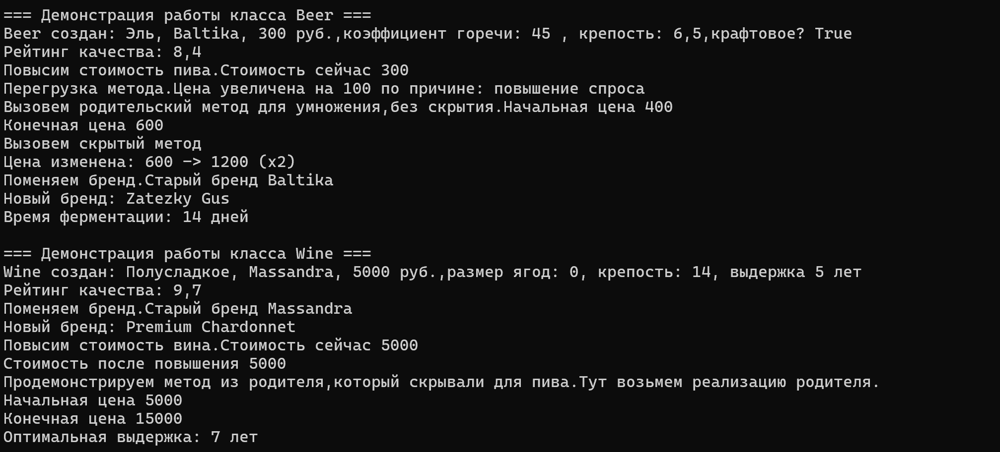 === Демонстрация работы класса Beer ===
Beer создан: Эль, Baltika, 300 руб.,коэффициент горечи: 45 , крепость: 6,5,крафтовое? True
Рейтинг качества: 8,4
Повысим стоимость пива.Стоимость сейчас 300
Перегрузка метода.Цена увеличена на 100 по причине: повышение спроса
Вызовем родительский метод для умножения,без скрытия.Начальная цена 400
Конечная цена 600
Вызовем скрытый метод
Цена изменена: 600 -> 1200 (x2)
Поменяем бренд.Старый бренд Baltika
Новый бренд: Zatezky Gus
Время ферментации: 14 дней

=== Демонстрация работы класса Wine ===
Wine создан: Полусладкое, Massandra, 5000 руб.,размер ягод: 0, крепость: 14, выдержка 5 лет
Рейтинг качества: 9,7
Поменяем бренд.Старый бренд Massandra
Новый бренд: Premium Chardonnet
Повысим стоимость вина.Стоимость сейчас 5000
Стоимость после повышения 5000
Продемонстрируем метод из родителя,который скрывали для пива.Тут возьмем реализацию родителя.
Начальная цена 5000
Конечная цена 15000
Оптимальная выдержка: 7 лет